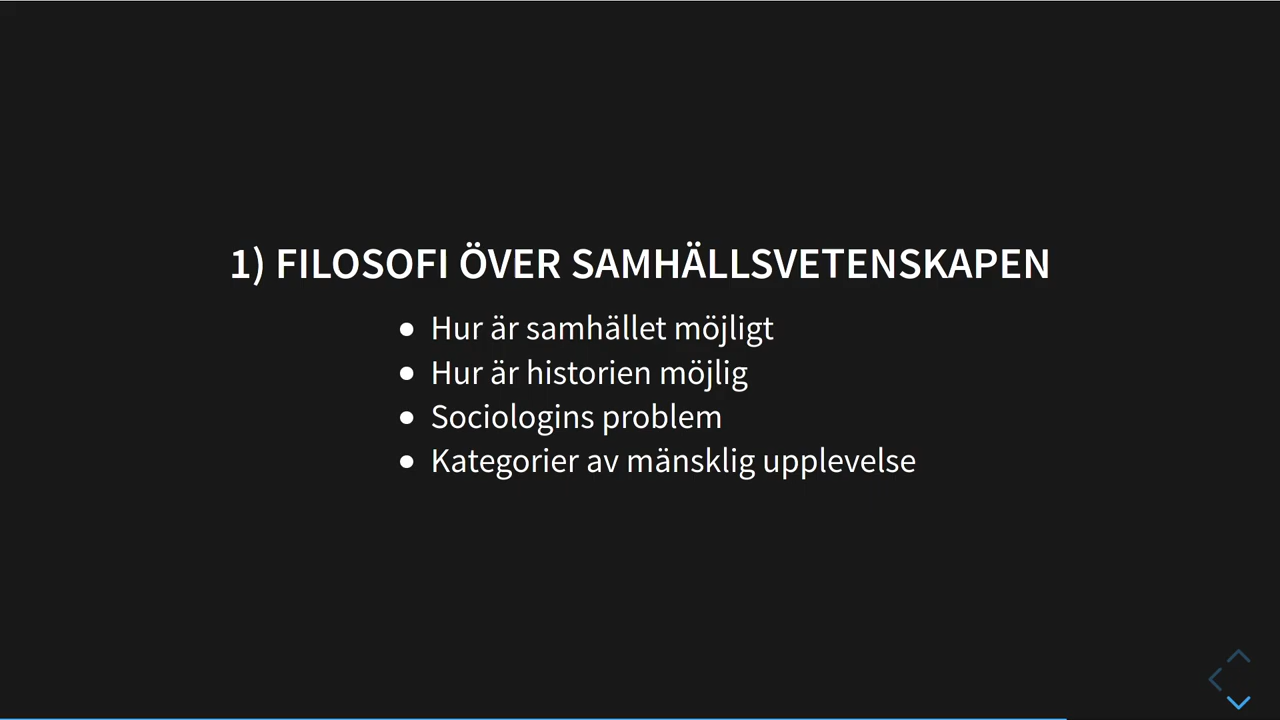 1) FILOSOFI ÖVER SAMHÄLLSVETENSKAPEN
• Hur är samhället möjligt
• Hur är historien möjlig
• Sociologins problem
• Kategorier av mänsklig upplevelse